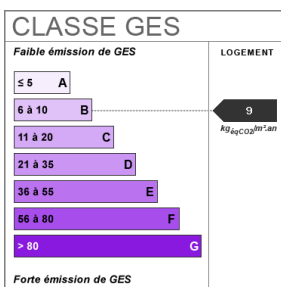 CLASSE GES
Faible émission de GES
LOGEMENT
≤ 5 A
6 à 10 B
9
kgéqCO2/m².an
11 à 20 C
21 à 35 D
36 à 55 E
56 à 80 F
> 80 G
Forte émission de GES